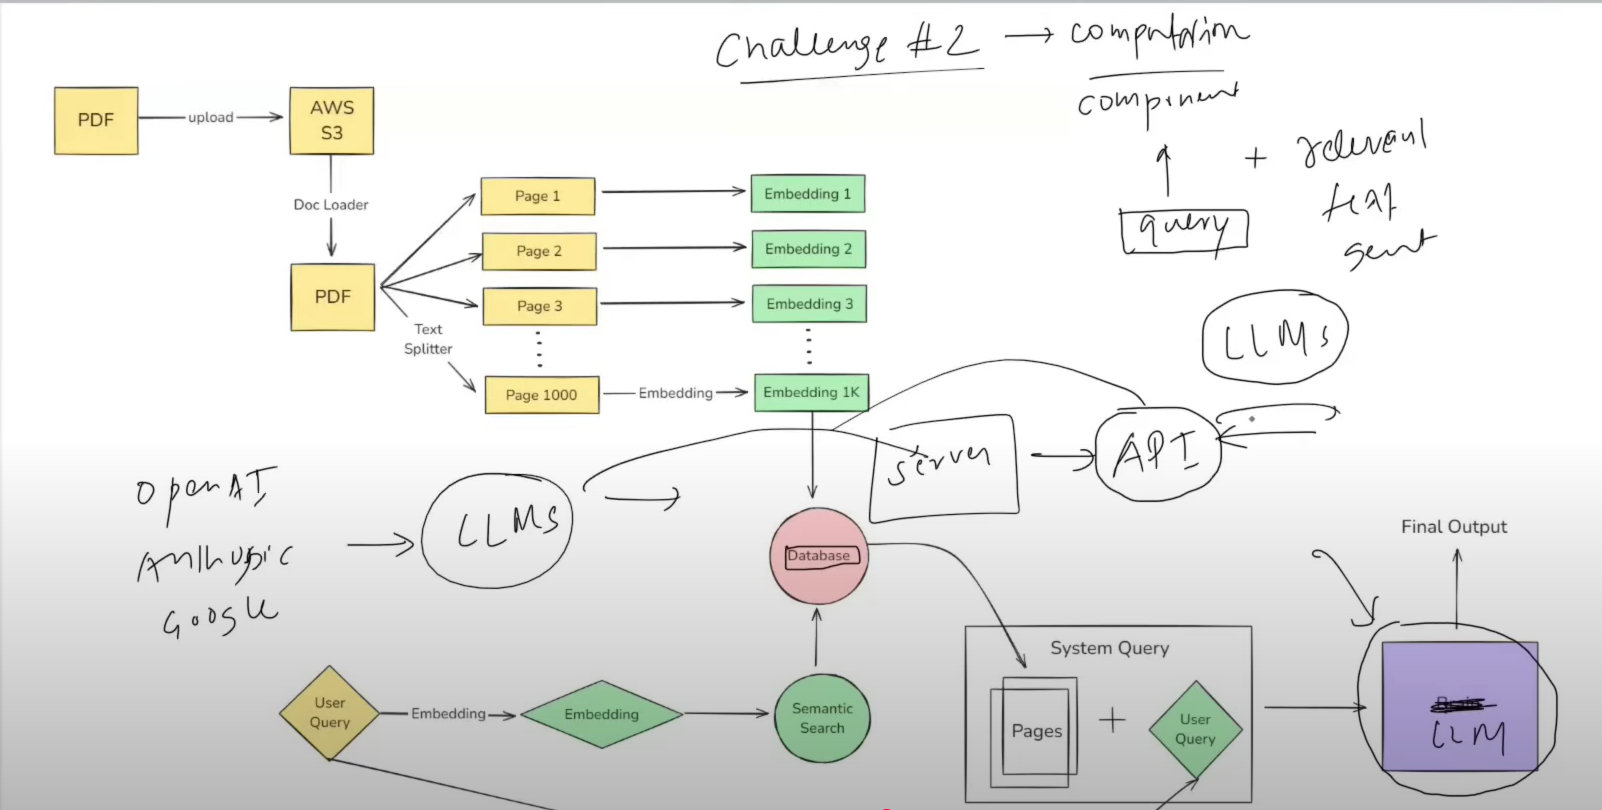 Challenge #2 → computation
component
query
+ relevant
text
sent
PDF
upload
AWS
S3
Doc Loader
PDF
Text
Splitter
Page 1
Page 2
Page 3
Page 1000
Embedding
Embedding 1
Embedding 2
Embedding 3
Embedding 1K
LLMs
server
API
OpenAI
Anthropic
Google
LLMs
Database
Final Output
User
Query
Embedding
Embedding
Semantic
Search
System Query
Pages
+
User
Query
LLM